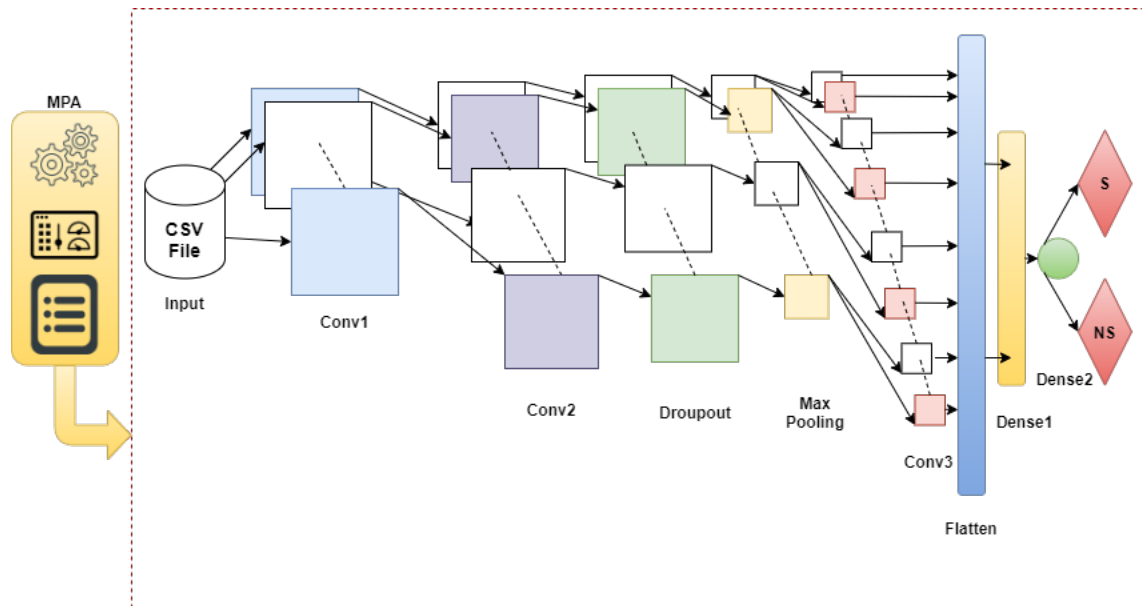 MPA
CSV
File
Input
Conv1
Conv2
Droupout
Max
Pooling
Conv3
Flatten
Dense1
Dense2
S
NS